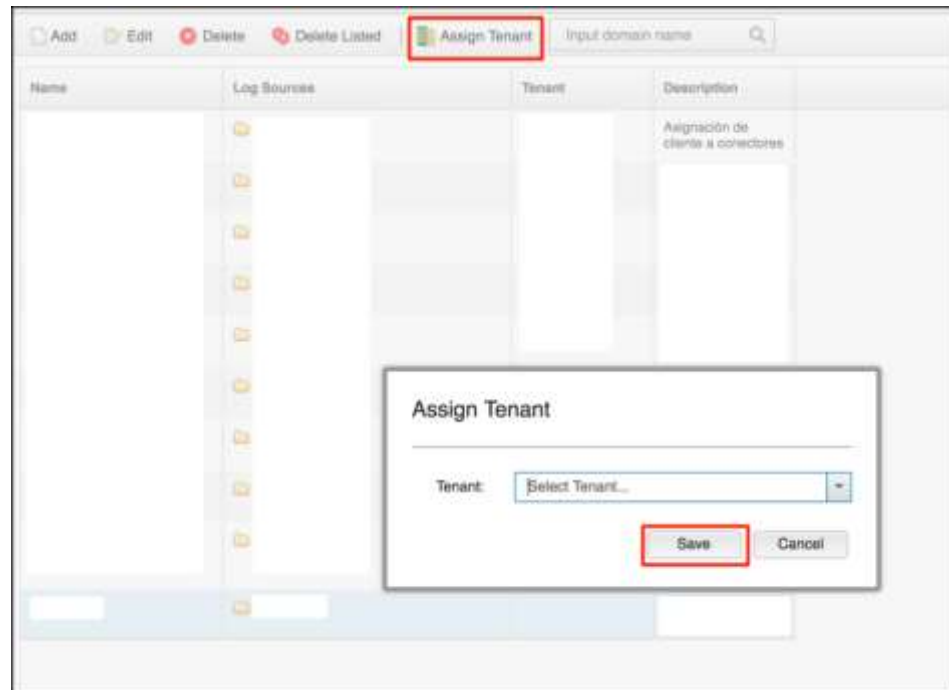 Add Edit Delete Delete Listed Assign Tenant Input domain name
Name Log Sources Tenant Description
Asignación de
cliente a conectores
Assign Tenant
Tenant: Select Tenant...
Save Cancel